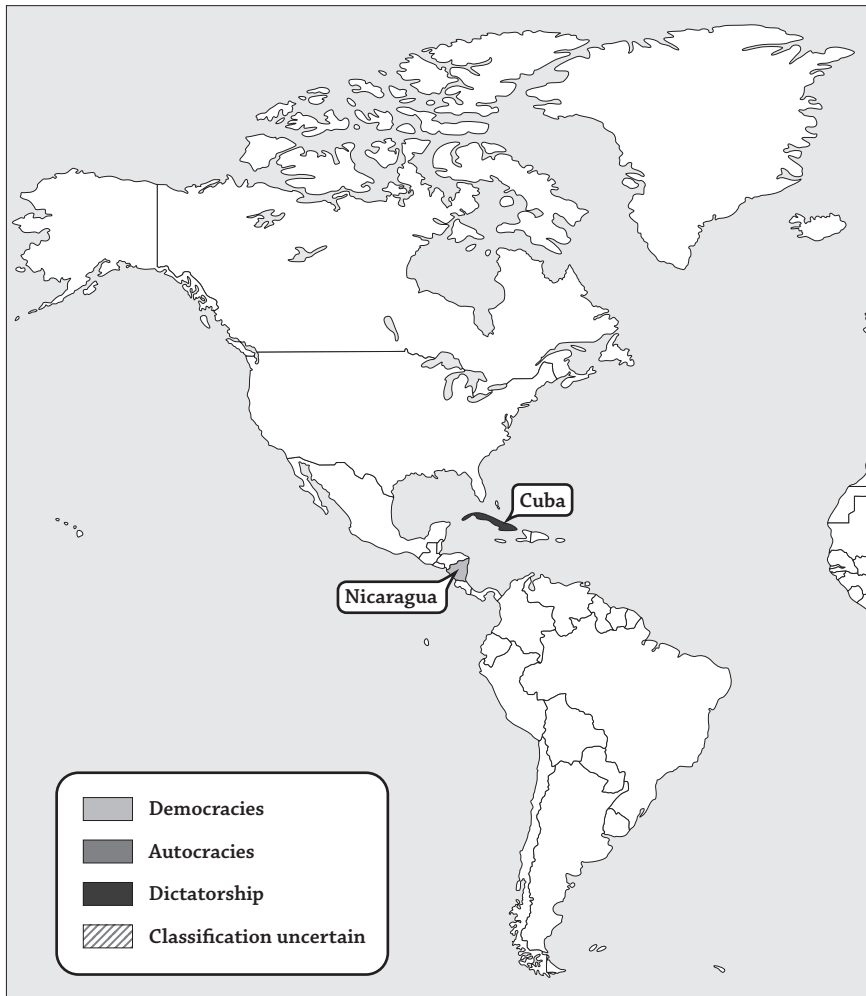 Cuba
Nicaragua
Democracies
Autocracies
Dictatorship
Classification uncertain